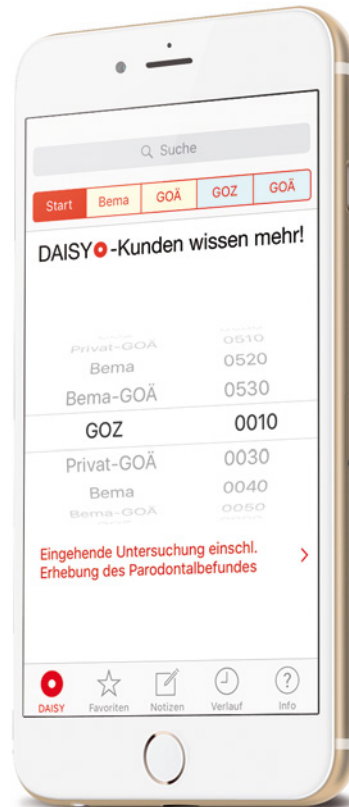 Suche
Start Bema GOÄ GOZ GOÄ
DAISY -Kunden wissen mehr!
Privat-GOÄ 0510
Bema 0520
Bema-GOÄ 0530
GOZ 0010
Privat-GOÄ 0030
Bema 0040
Bema-GOÄ 0050
Eingehende Untersuchung einschl.
Erhebung des Parodontalbefundes
DAISY Favoriten Notizen Verlauf Info